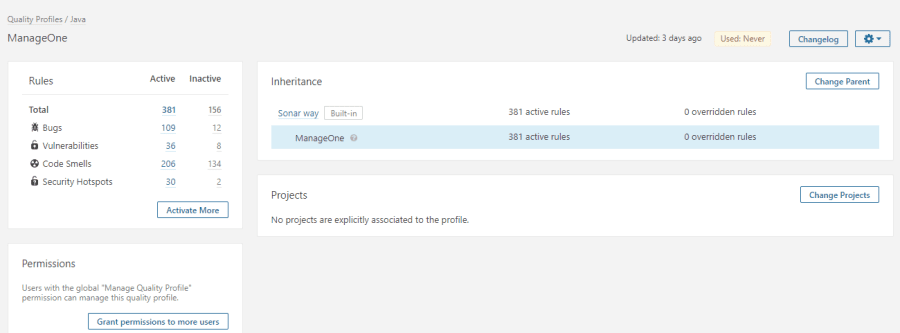 Quality Profiles / Java
ManageOne
Updated: 3 days ago Used: Never Changelog
Rules Active Inactive
Total 381 156
Bugs 109 12
Vulnerabilities 36 8
Code Smells 206 134
Security Hotspots 30 2
Activate More
Permissions
Users with the global "Manage Quality Profile"
permission can manage this quality profile.
Grant permissions to more users
Inheritance Change Parent
Sonar way Built-in 381 active rules 0 overridden rules
ManageOne ? 381 active rules 0 overridden rules
Projects Change Projects
No projects are explicitly associated to the profile.